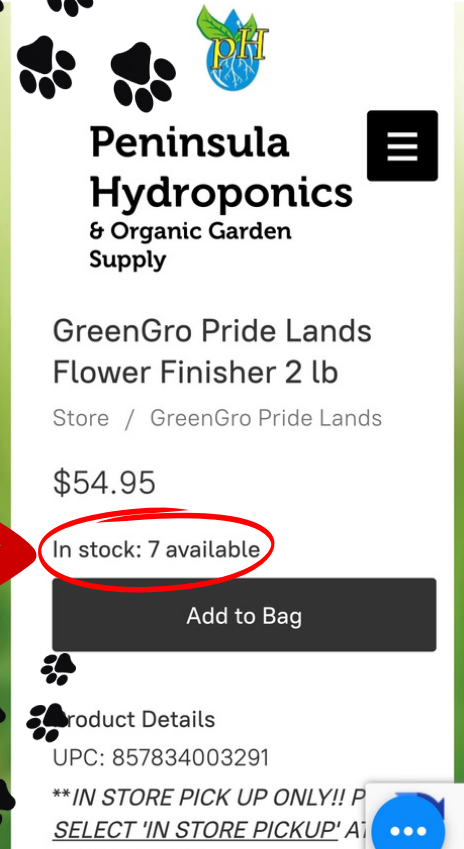 pH
Peninsula
Hydroponics
& Organic Garden
Supply
GreenGro Pride Lands
Flower Finisher 2 lb
Store / GreenGro Pride Lands
$54.95
In stock: 7 available
Add to Bag
Product Details
UPC: 857834003291
**IN STORE PICK UP ONLY!!
SELECT 'IN STORE PICKUP'